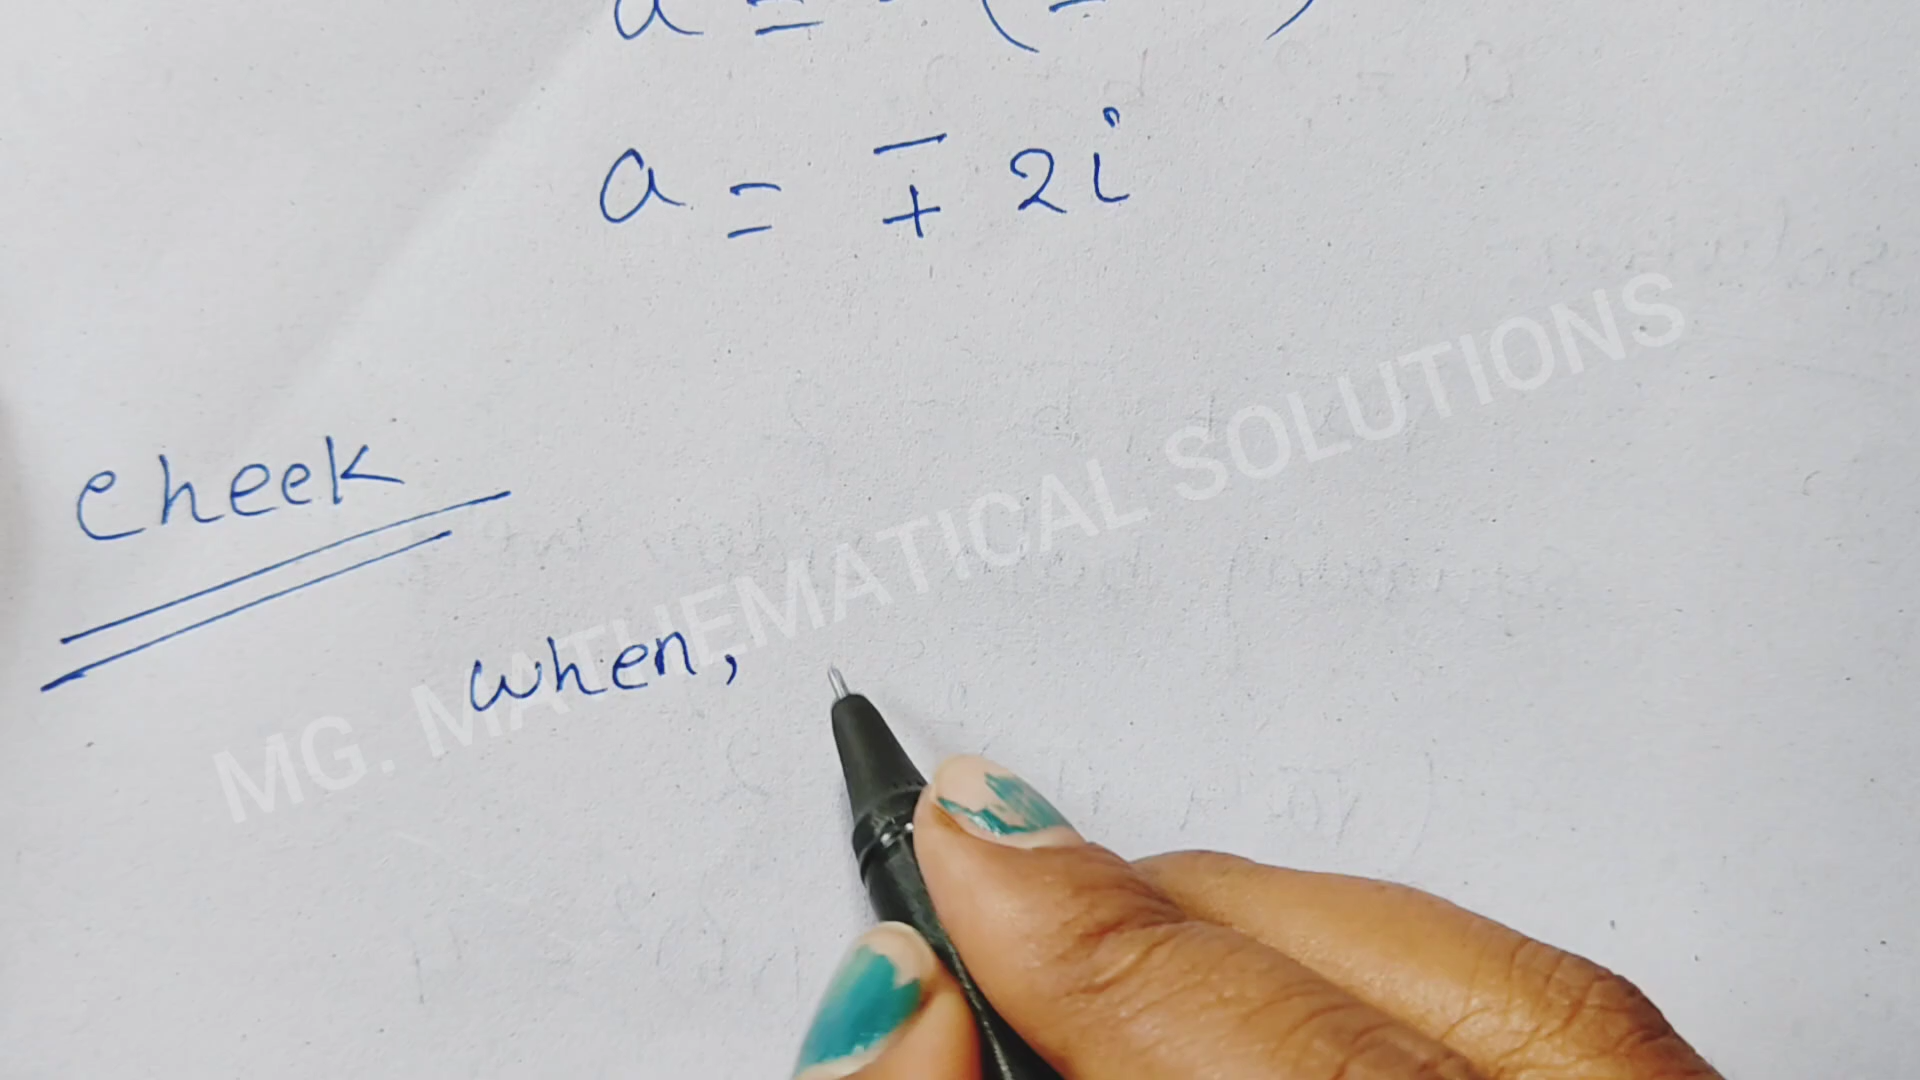 a = ∓ 2i
cheek
when,
MG. MATHEMATICAL SOLUTIONS